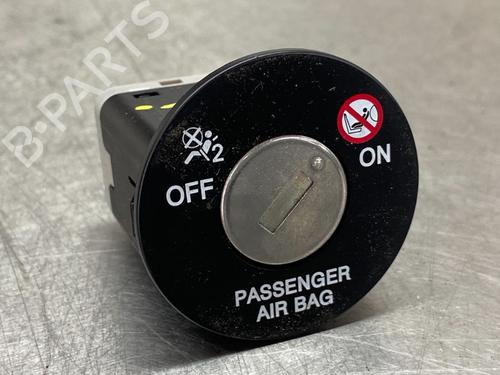 B-PARTS
2
OFF
ON
PASSENGER
AIR BAG